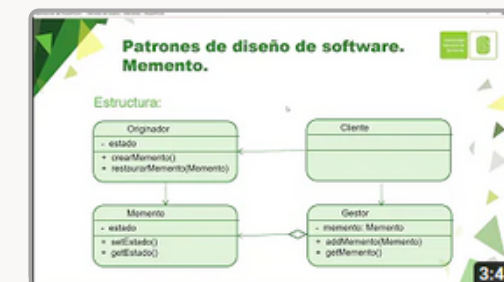 Patrones de diseño de software.
Memento.
Estructura:
Originador
- estado
+ crearMemento()
+ restaurarMemento(Memento)
Cliente
Memento
- estado
+ setEstado()
+ getEstado()
Gestor
- memento: Memento
+ addMemento(Memento)
+ getMemento()
3:4